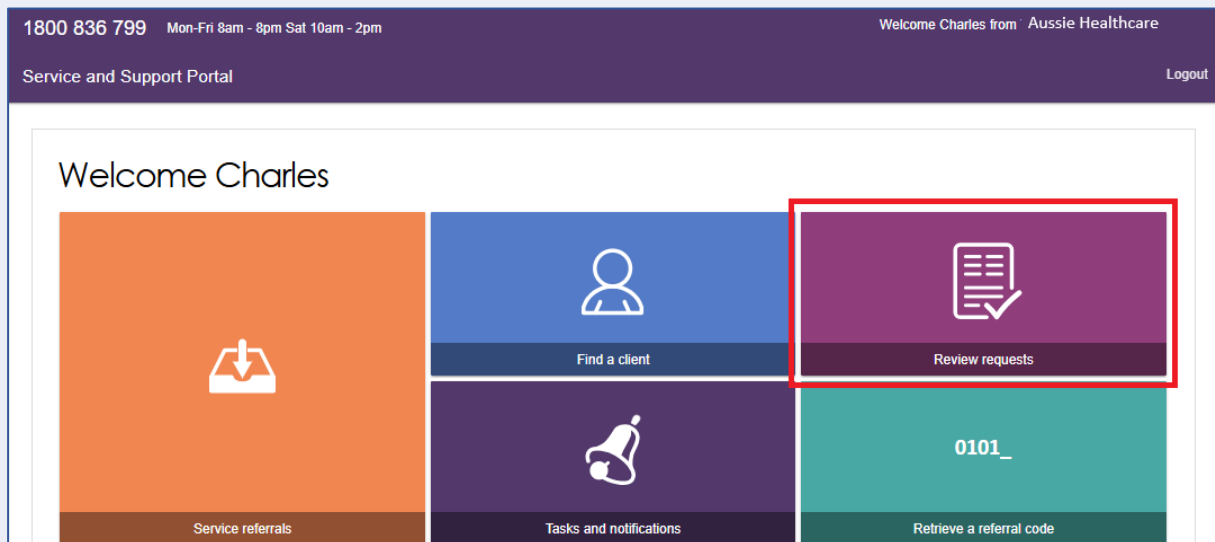 1800 836 799 Mon-Fri 8am - 8pm Sat 10am - 2pm
Welcome Charles from Aussie Healthcare
Service and Support Portal
Logout
Welcome Charles
Find a client
Review requests
0101_
Service referrals
Tasks and notifications
Retrieve a referral code